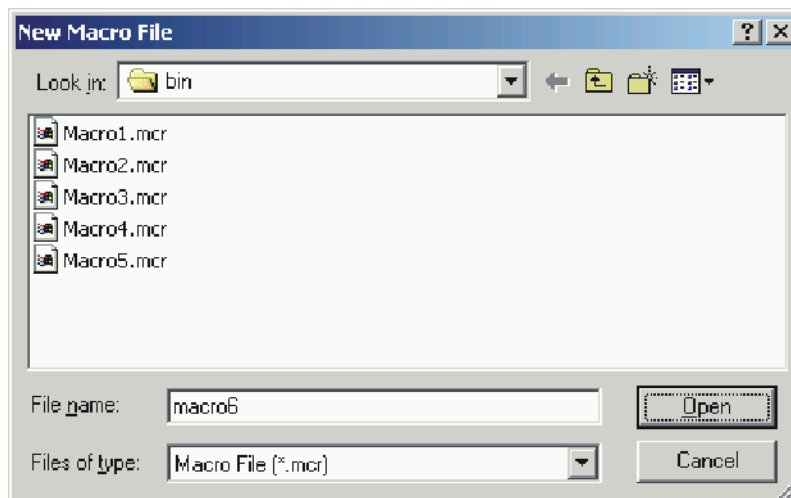 New Macro File
Look in: bin
Macro1.mcr
Macro2.mcr
Macro3.mcr
Macro4.mcr
Macro5.mcr
File name: macro6 Open
Files of type: Macro File (*.mcr) Cancel